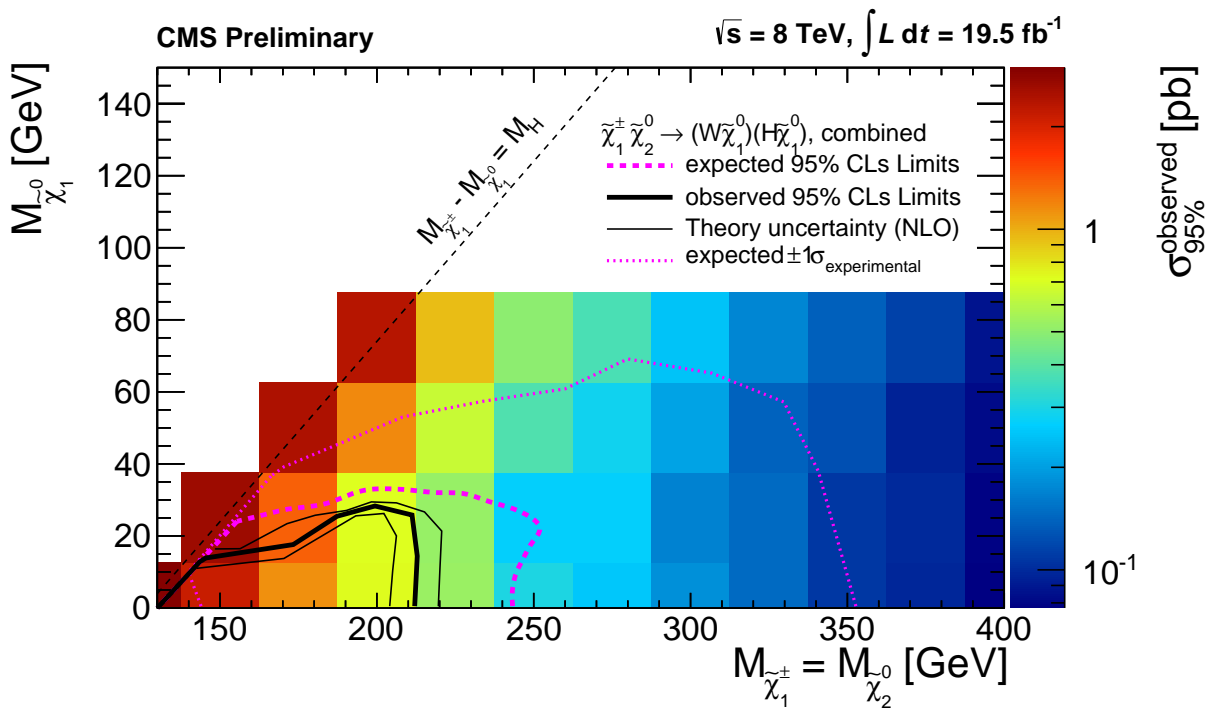 CMS Preliminary
√s = 8 TeV, ∫L dt = 19.5 fb⁻¹
M_χ̃₁⁰ [GeV]
140
120
100
80
60
40
20
0
M_χ̃₁± - M_χ̃₁⁰ = M_H
χ̃₁± χ̃₂⁰ → (Wχ̃₁⁰)(Hχ̃₁⁰), combined
expected 95% CLs Limits
observed 95% CLs Limits
Theory uncertainty (NLO)
expected ±1σ_experimental
150 200 250 300 350 400
M_χ̃₁± = M_χ̃₂⁰ [GeV]
1
10⁻¹
σ_95%^observed [pb]